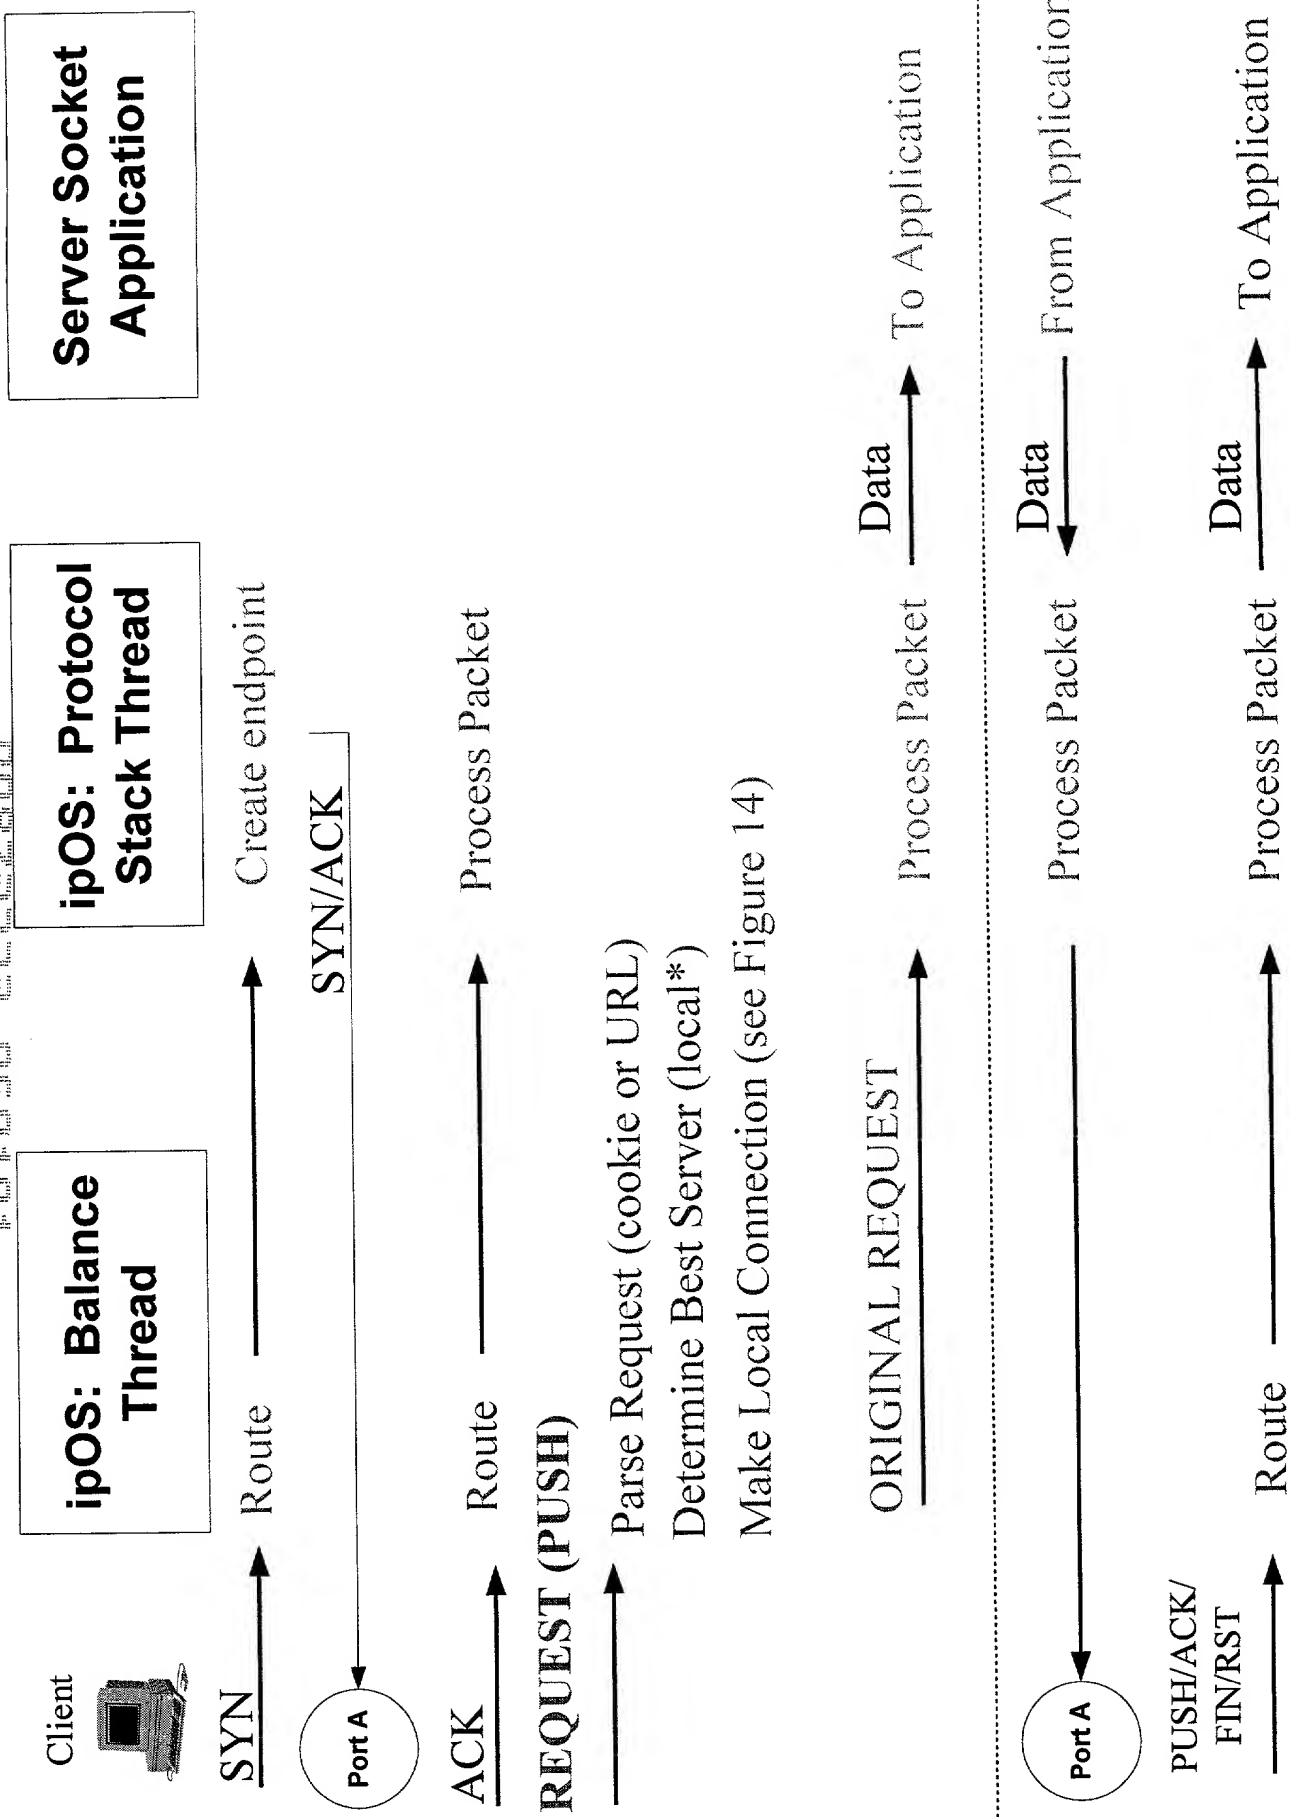 Client
ipOS: Balance
Thread
ipOS: Protocol
Stack Thread
Server Socket
Application
SYN
Route
Create endpoint
SYN/ACK
Port A
ACK
Route
Process Packet
REQUEST (PUSH)
Parse Request (cookie or URL)
Determine Best Server (local*)
Make Local Connection (see Figure 14)
ORIGINAL REQUEST
Process Packet
Data
To Application
Port A
Process Packet
Data
From Application
PUSH/ACK/
FIN/RST
Route
Process Packet
Data
To Application